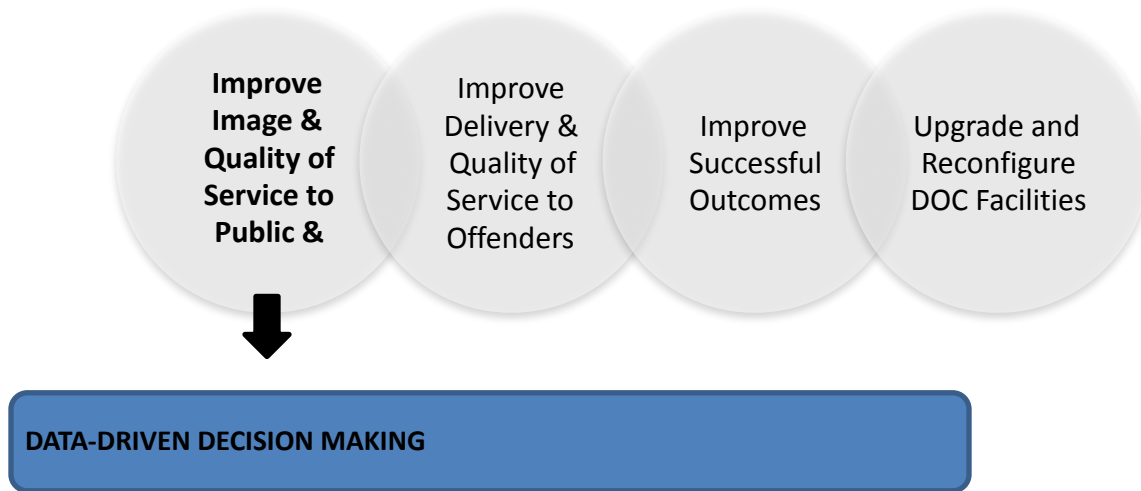 Improve
Image &
Quality of
Service to
Public &
Improve
Delivery &
Quality of
Service to
Offenders
Improve
Successful
Outcomes
Upgrade and
Reconfigure
DOC Facilities
DATA-DRIVEN DECISION MAKING